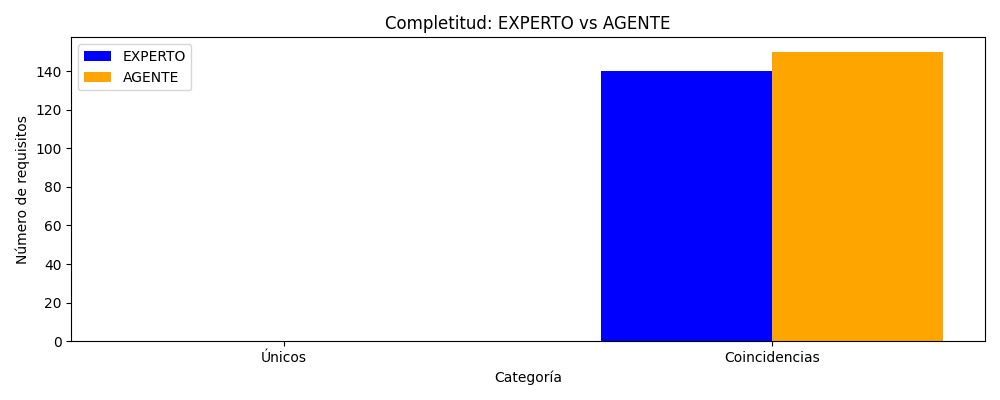 Completitud: EXPERTO vs AGENTE
EXPERTO
AGENTE
Número de requisitos
140
120
100
80
60
40
20
0
Únicos
Coincidencias
Categoría